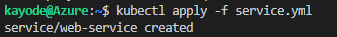 kayode@Azure:~$ kubectl apply -f service.yml
service/web-service created